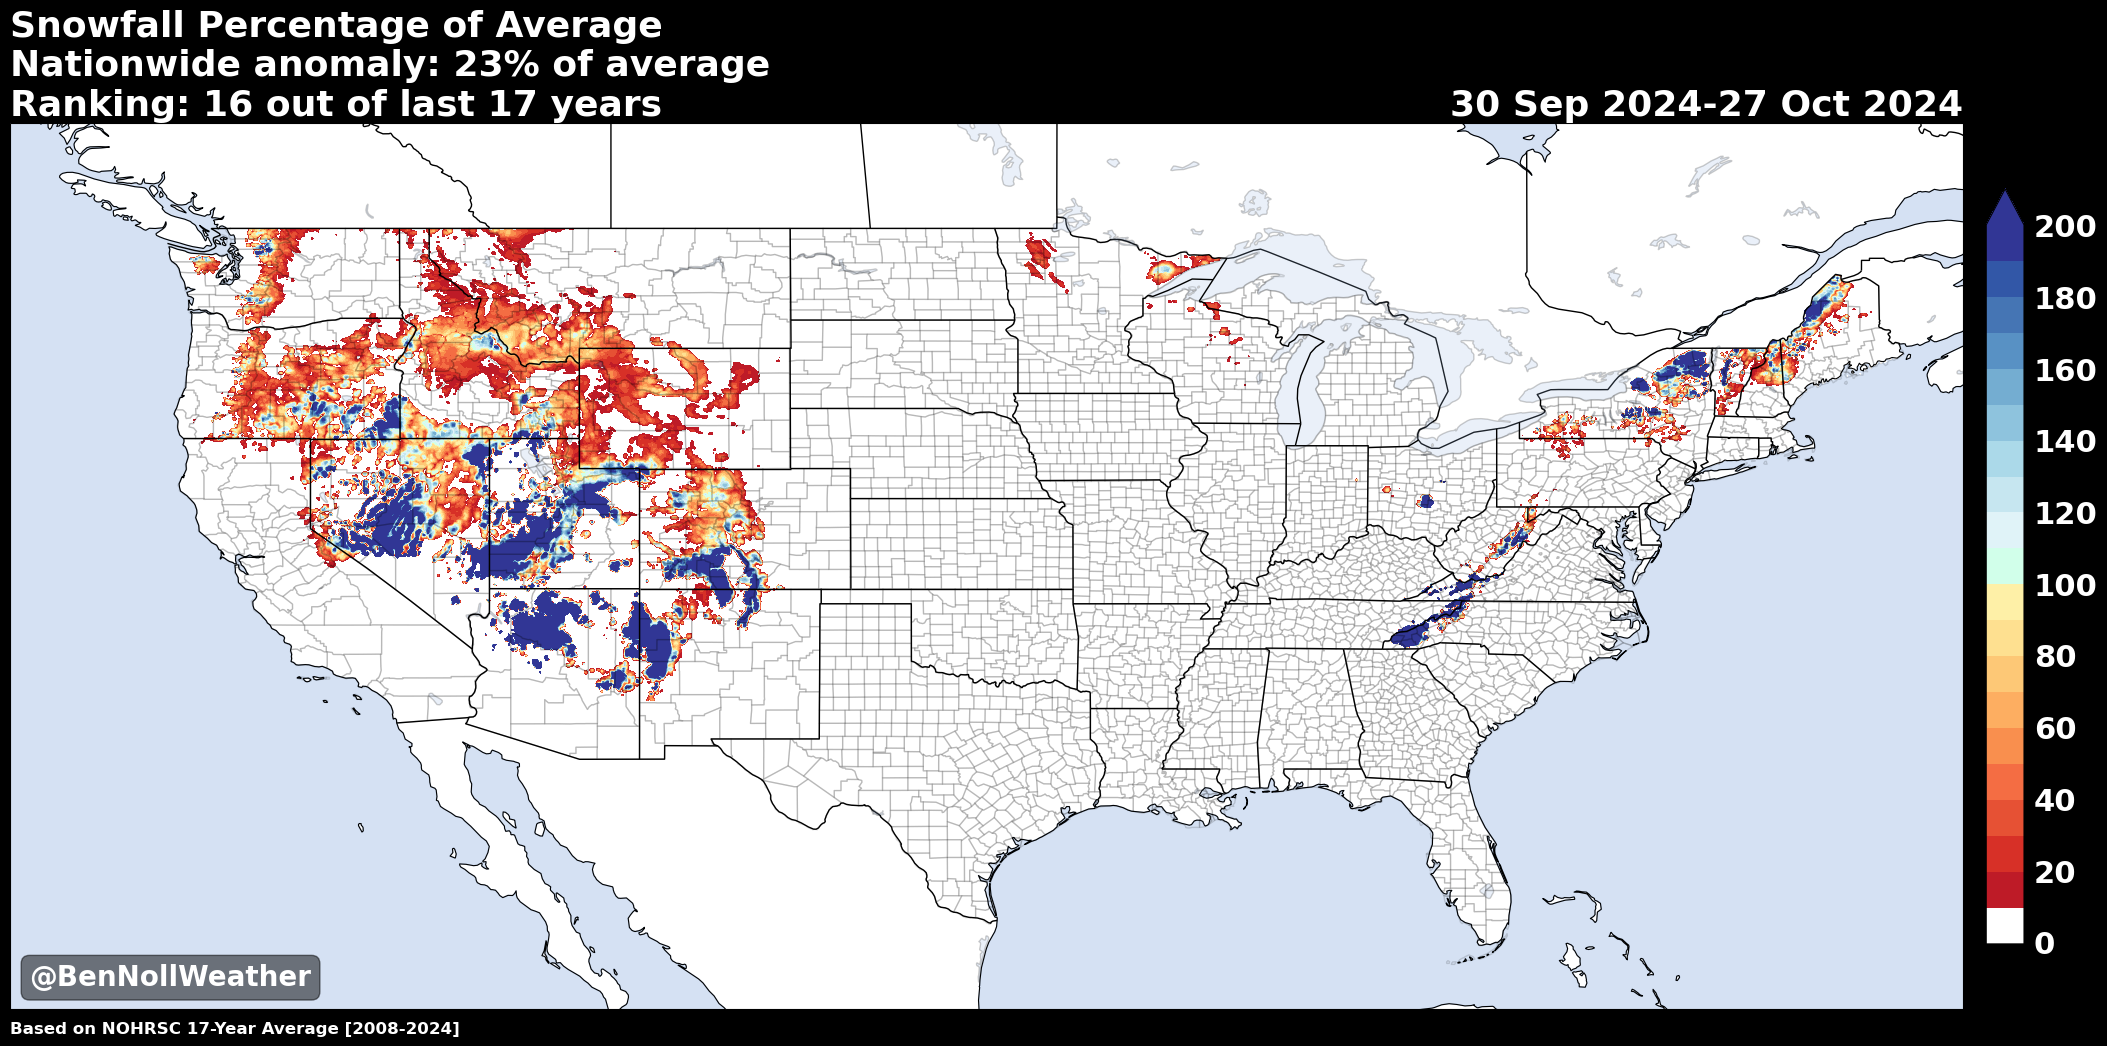 Snowfall Percentage of Average
Nationwide anomaly: 23% of average
Ranking: 16 out of last 17 years
30 Sep 2024-27 Oct 2024
200
180
160
140
120
100
80
60
40
20
0
@BenNollWeather
Based on NOHRSC 17-Year Average [2008-2024]